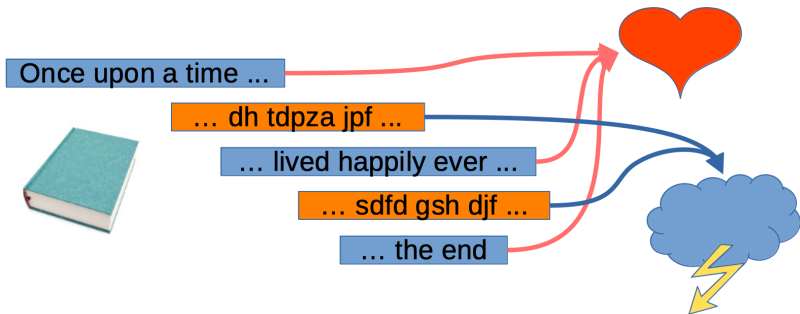 Once upon a time ...
... dh tdpza jpf ...
... lived happily ever ...
... sdfd gsh djf ...
... the end